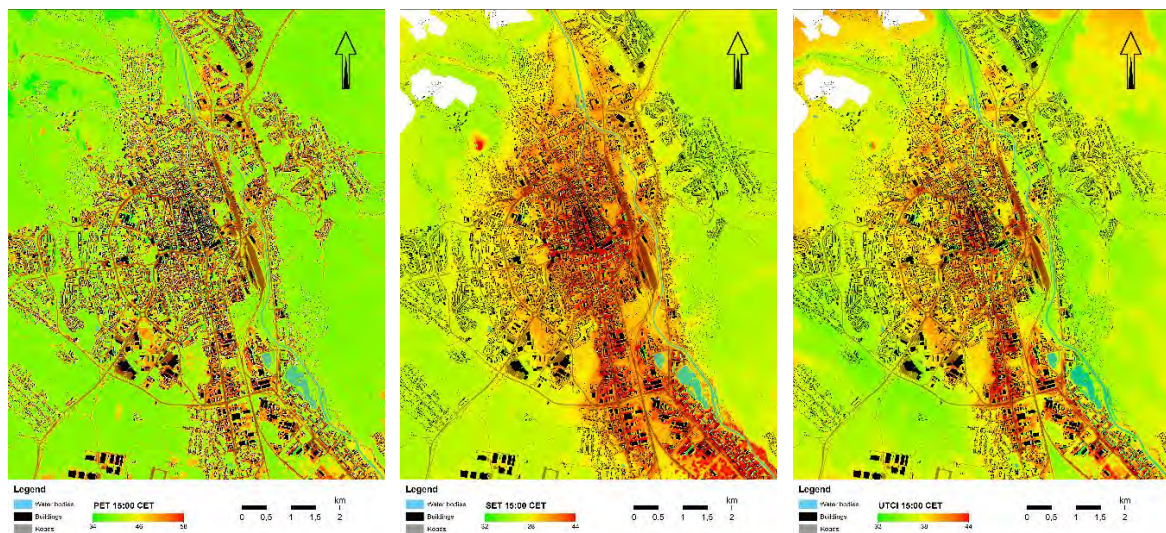 Legend
PET 15:00 CET
km
Water bodies
Buildings
Roads
34
58
0 0,5 1 1,5 2
Legend
SET 15:00 CET
km
Water bodies
Buildings
Roads
32
44
0 0,5 1 1,5 2
Legend
UTCI 15:00 CET
km
Water bodies
Buildings
Roads
32
38
44
0 0,5 1 1,5 2